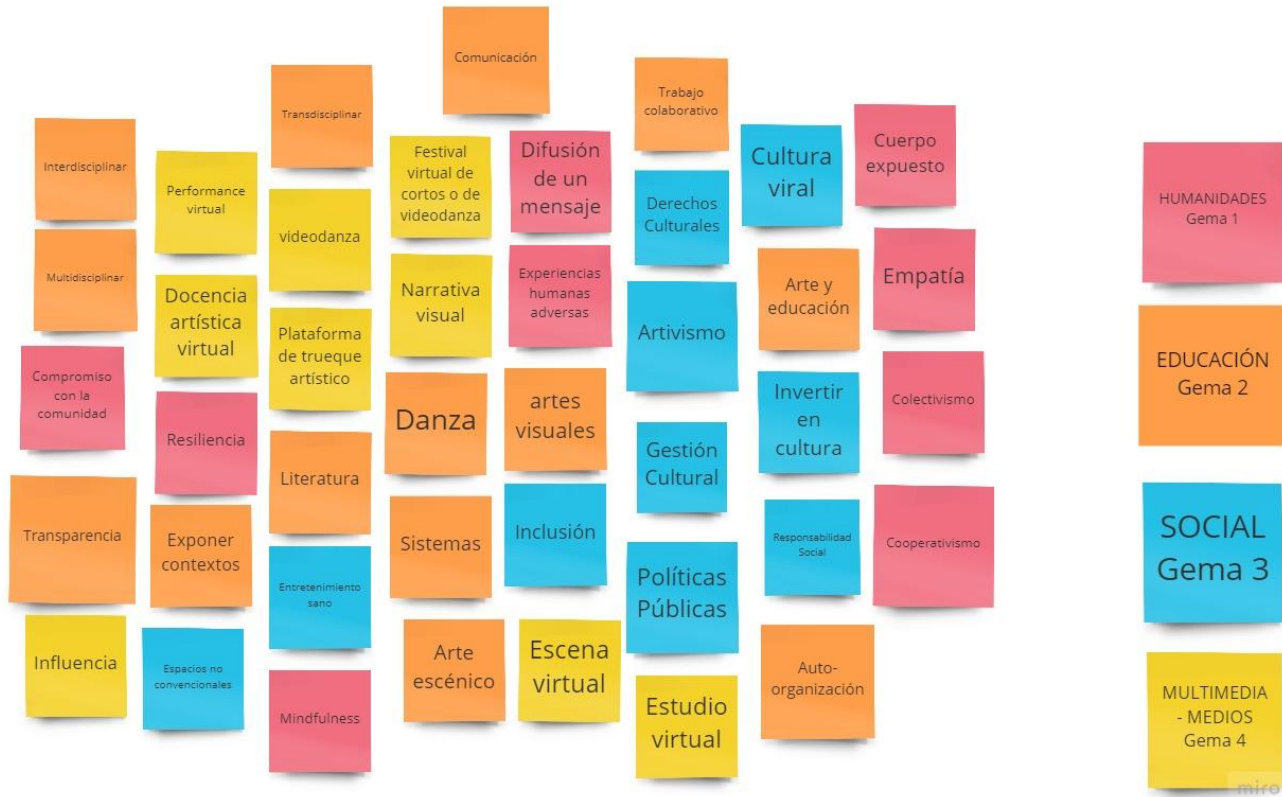 Comunicación
Transdisciplinar
Trabajo
colaborativo
Interdisciplinar
Performance
virtual
Festival
virtual de
cortos o de
videodanza
Difusión
de un
mensaje
Cultura
viral
Cuerpo
expuesto
videodanza
Derechos
Culturales
Multidisciplinar
Docencia
artística
virtual
Narrativa
visual
Experiencias
humanas
adversas
Arte y
educación
Empatía
Plataforma
de trueque
artístico
Artivismo
Compromiso
con la
comunidad
Resiliencia
Danza
artes
visuales
Invertir
en
cultura
Colectivismo
Literatura
Gestión
Cultural
Transparencia
Exponer
contextos
Sistemas
Inclusión
Responsabilidad
Social
Cooperativismo
Entretenimiento
sano
Políticas
Públicas
Influencia
Espacios no
convencionales
Arte
escénico
Escena
virtual
Auto-
organización
Mindfulness
Estudio
virtual
HUMANIDADES
Gema 1
EDUCACIÓN
Gema 2
SOCIAL
Gema 3
MULTIMEDIA
- MEDIOS
Gema 4
miro